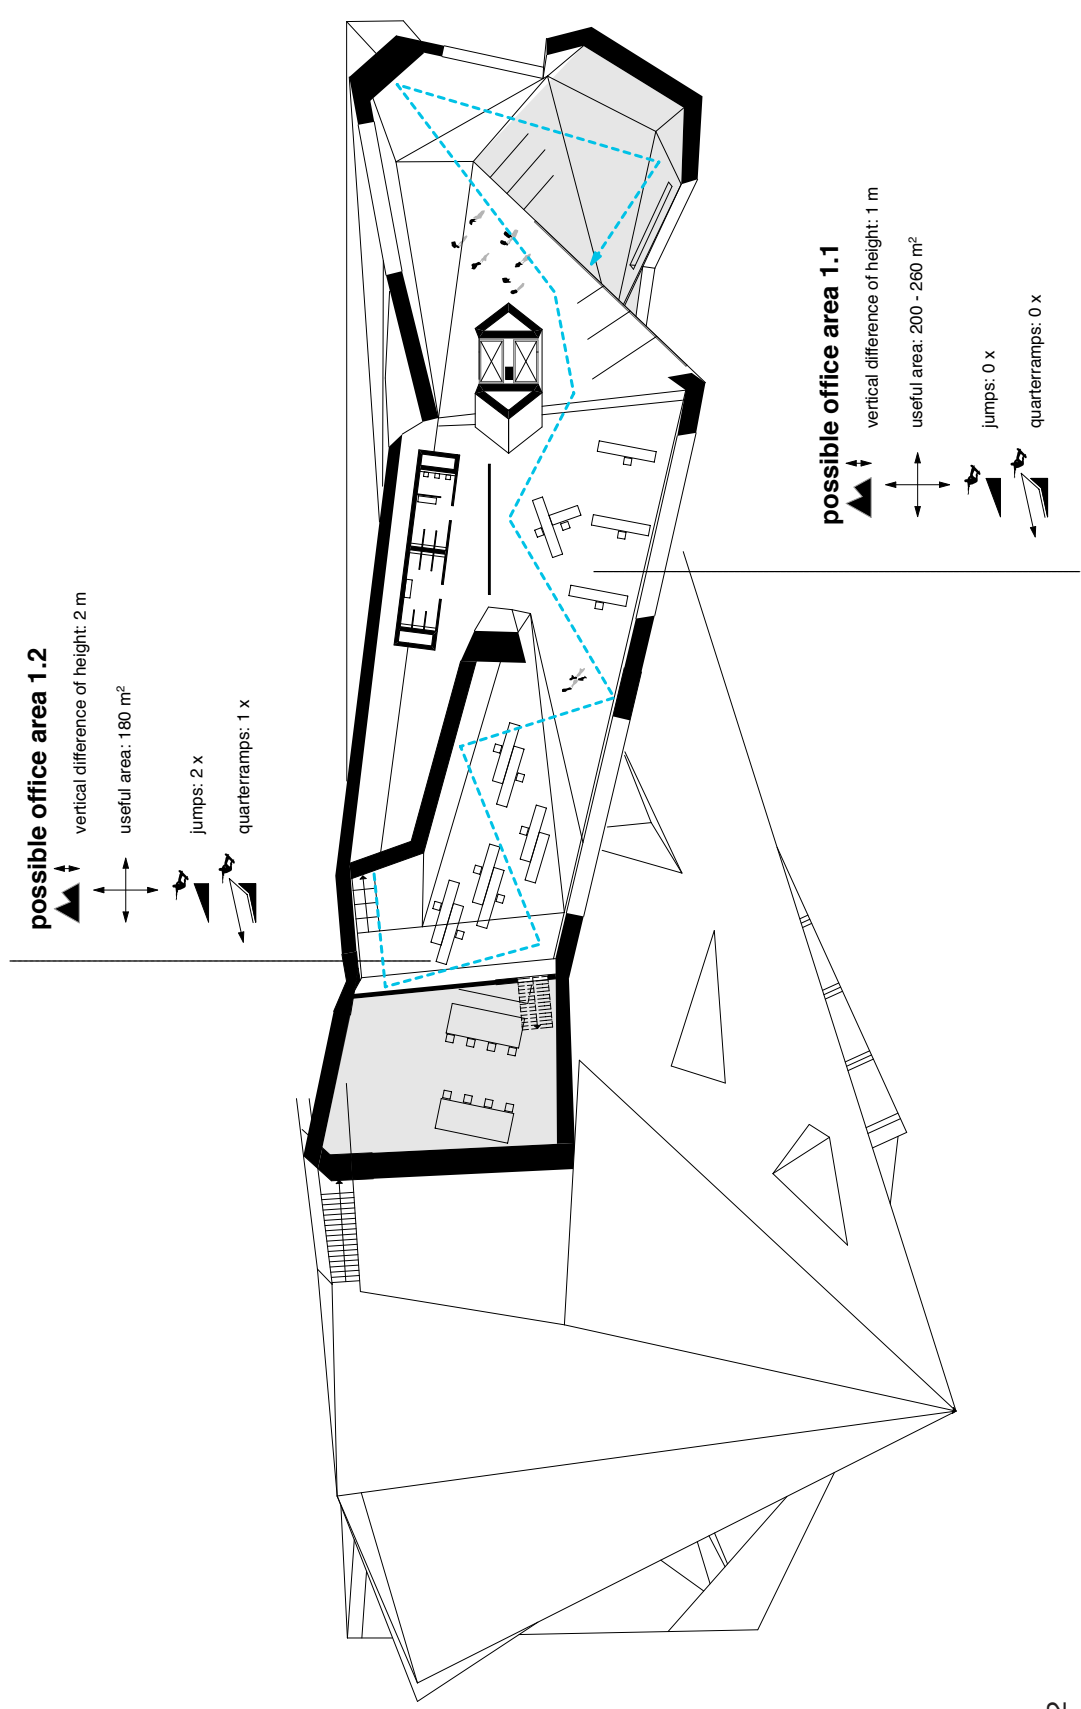 possible office area 1.2
vertical difference of height: 2 m
useful area: 180 m²
jumps: 2 x
quarterramps: 1 x
possible office area 1.1
vertical difference of height: 1 m
useful area: 200 - 260 m²
jumps: 0 x
quarterramps: 0 x